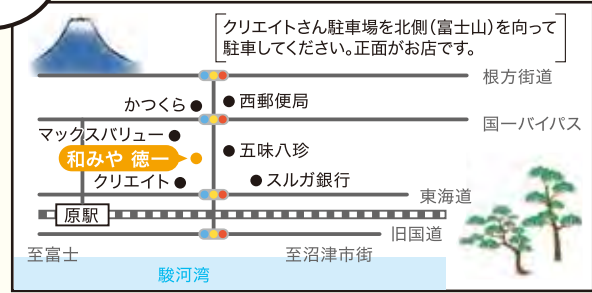 クリエイトさん駐車場を北側(富士山)を向って
駐車してください。正面がお店です。
根方街道
かつくら
西郵便局
国一バイパス
マックスバリュー
五味八珍
和みや 徳一
クリエイト
スルガ銀行
東海道
原駅
旧国道
至富士
至沼津市街
駿河湾